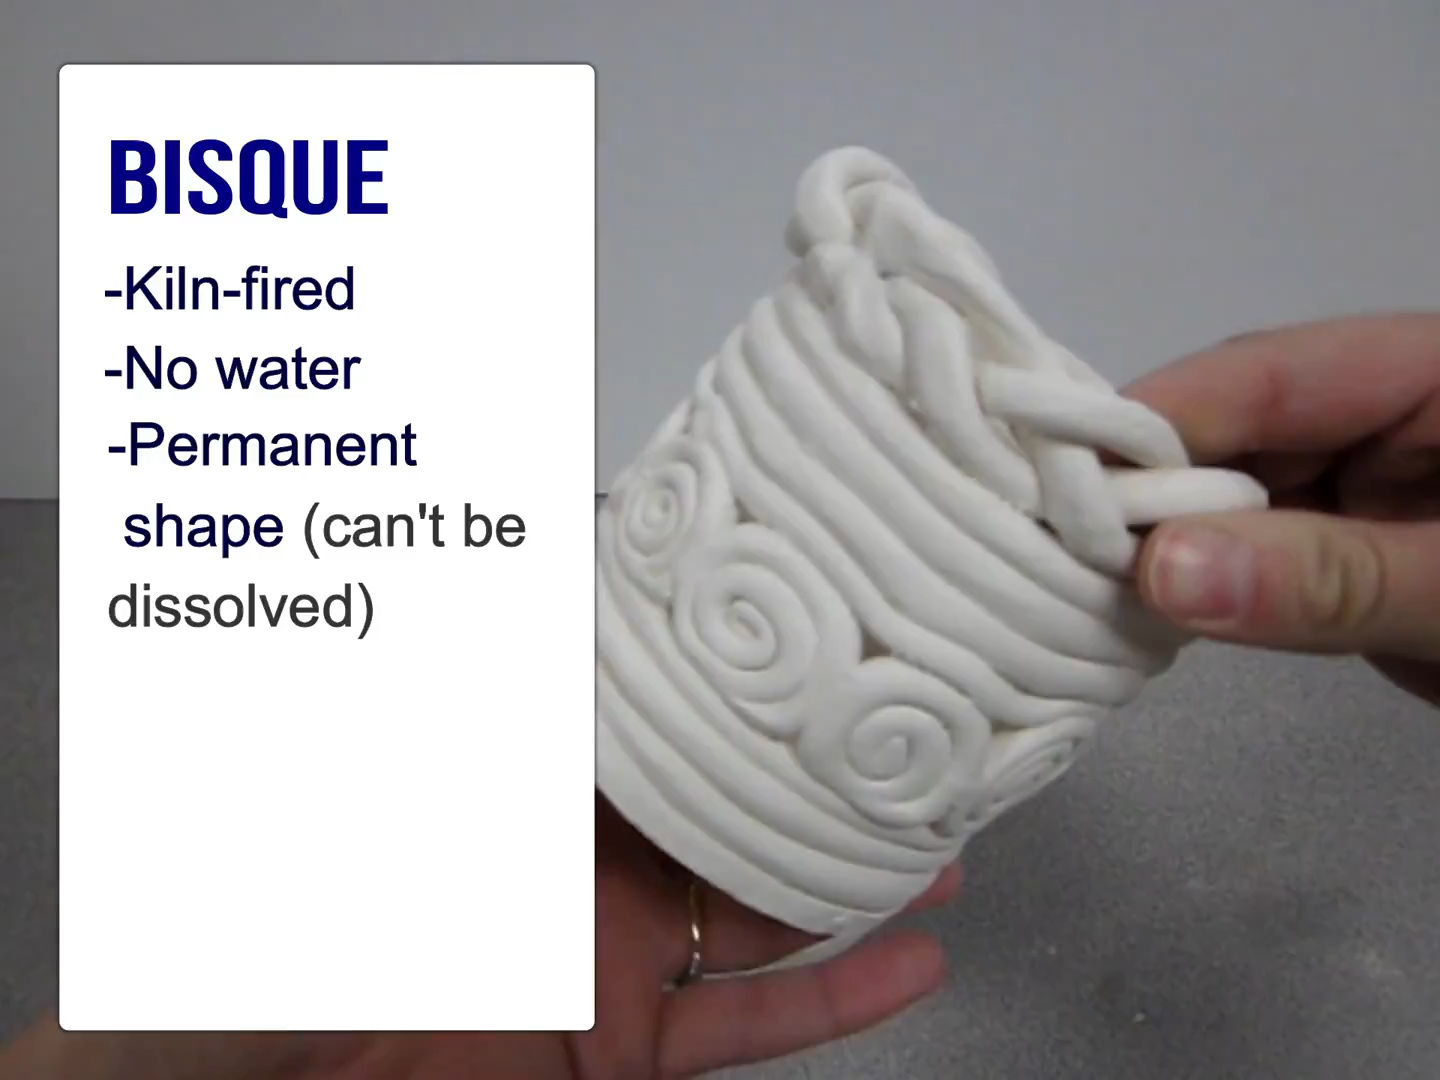 BISQUE
-Kiln-fired
-No water
-Permanent
shape (can't be
dissolved)